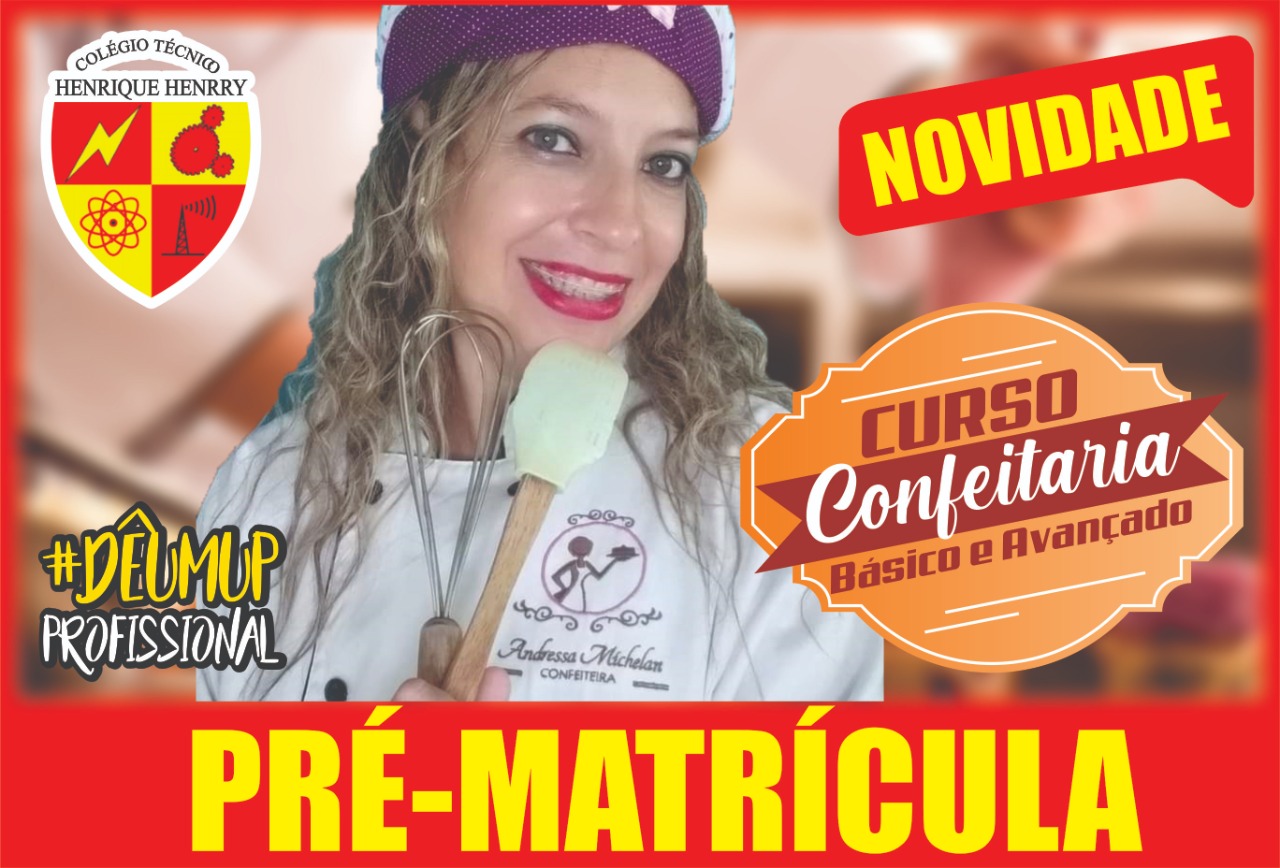 COLÉGIO TÉCNICO
HENRIQUE HENRRY
NOVIDADE
CURSO
Confeitaria
Básico e Avançado
#DÊUMUP
PROFISSIONAL
Andressa Michelan
CONFEITEIRA
PRÉ-MATRÍCULA